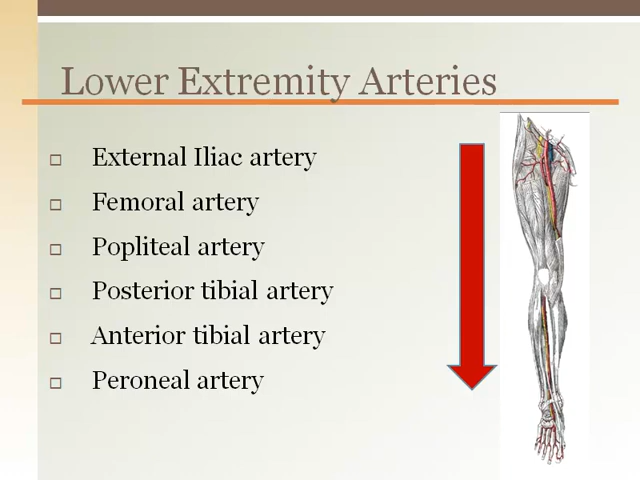 Lower Extremity Arteries
External Iliac artery
Femoral artery
Popliteal artery
Posterior tibial artery
Anterior tibial artery
Peroneal artery